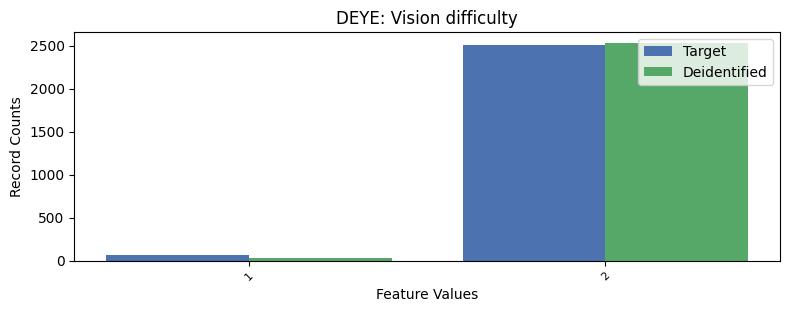 DEYE: Vision difficulty
Record Counts
2500
2000
1500
1000
500
0
Target
Deidentified
1
2
Feature Values